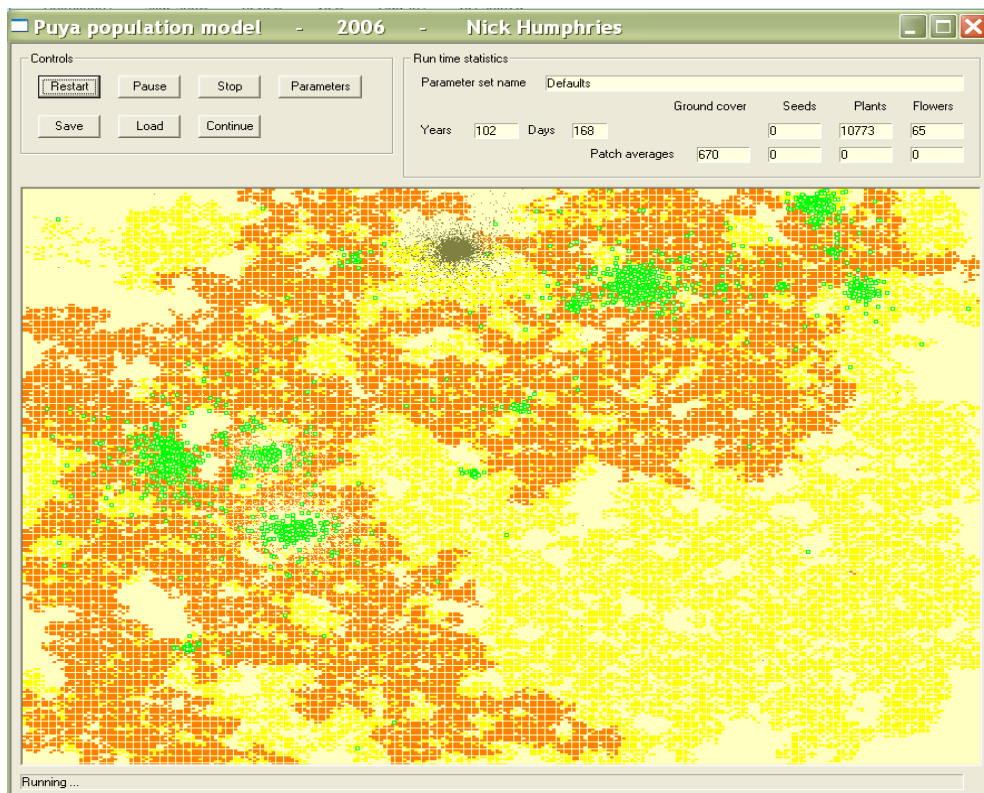 Puya population model - 2006 - Nick Humphries
Controls
Restart Pause Stop Parameters
Save Load Continue
Run time statistics
Parameter set name Defaults
Ground cover Seeds Plants Flowers
Years 102 Days 168 0 10773 65
Patch averages 670 0 0 0
Running ...